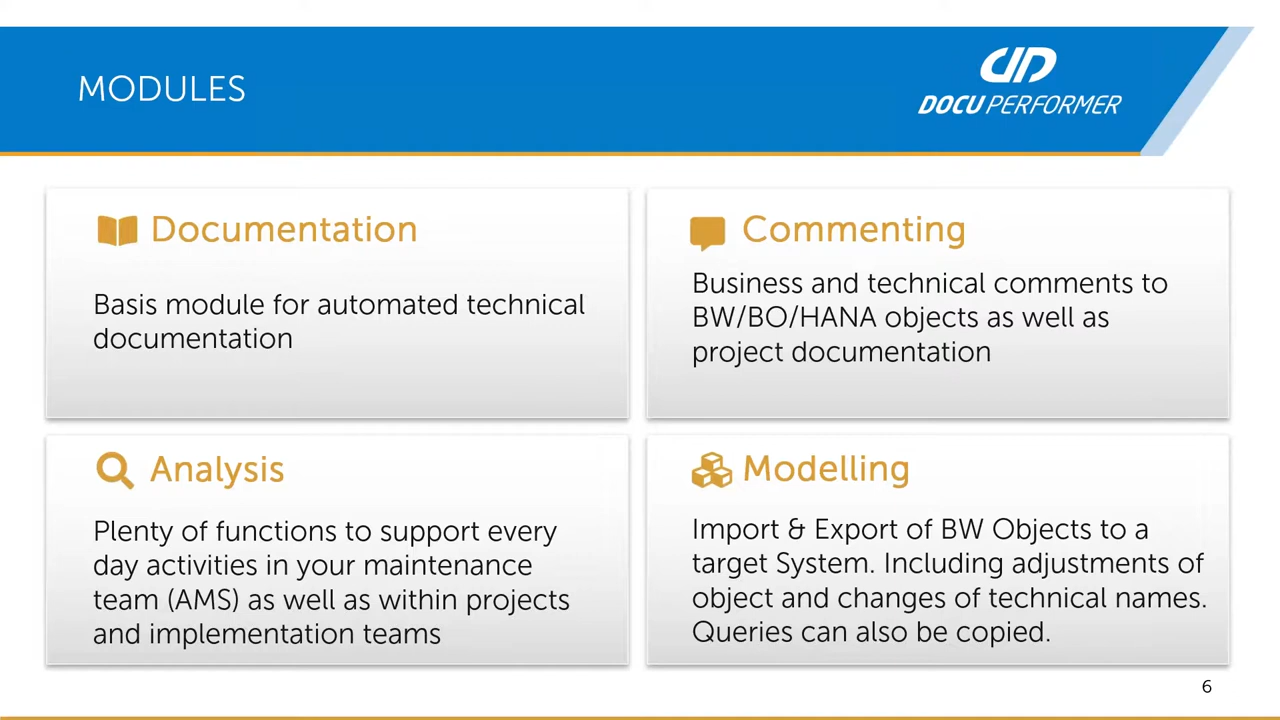 MODULES
DOCU PERFORMER
Documentation
Basis module for automated technical
documentation
Commenting
Business and technical comments to
BW/BO/HANA objects as well as
project documentation
Analysis
Plenty of functions to support every
day activities in your maintenance
team (AMS) as well as within projects
and implementation teams
Modelling
Import & Export of BW Objects to a
target System. Including adjustments of
object and changes of technical names.
Queries can also be copied.
6